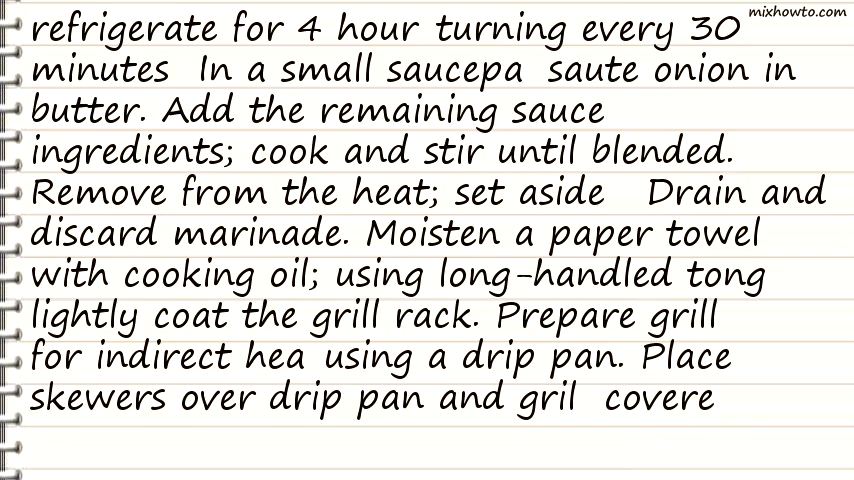 mixhowto.com
refrigerate for 4 hour turning every 30
minutes In a small saucepa saute onion in
butter. Add the remaining sauce
ingredients; cook and stir until blended.
Remove from the heat; set aside Drain and
discard marinade. Moisten a paper towel
with cooking oil; using long-handled tong
lightly coat the grill rack. Prepare grill
for indirect hea using a drip pan. Place
skewers over drip pan and gril covere